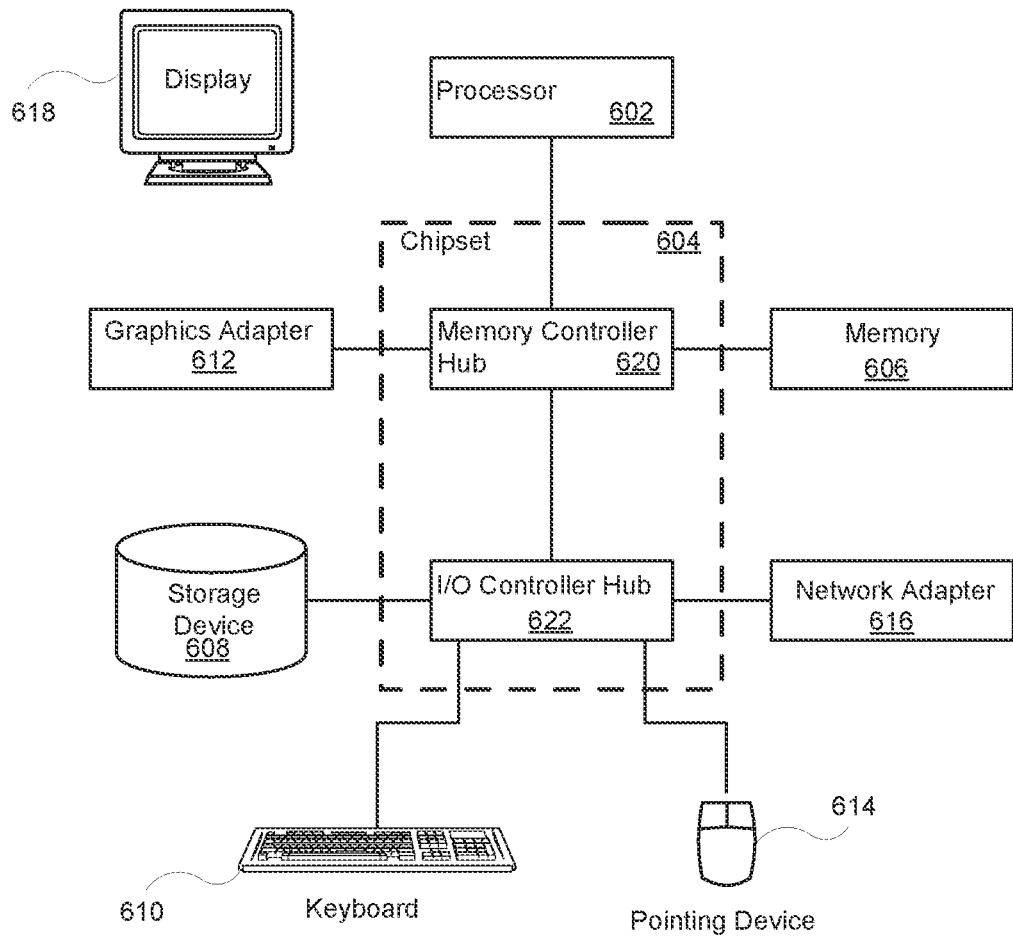 Display
618
Processor
602
Chipset
604
Graphics Adapter
612
Memory Controller
Hub
620
Memory
606
Storage
Device
608
I/O Controller Hub
622
Network Adapter
616
614
610
Keyboard
Pointing Device